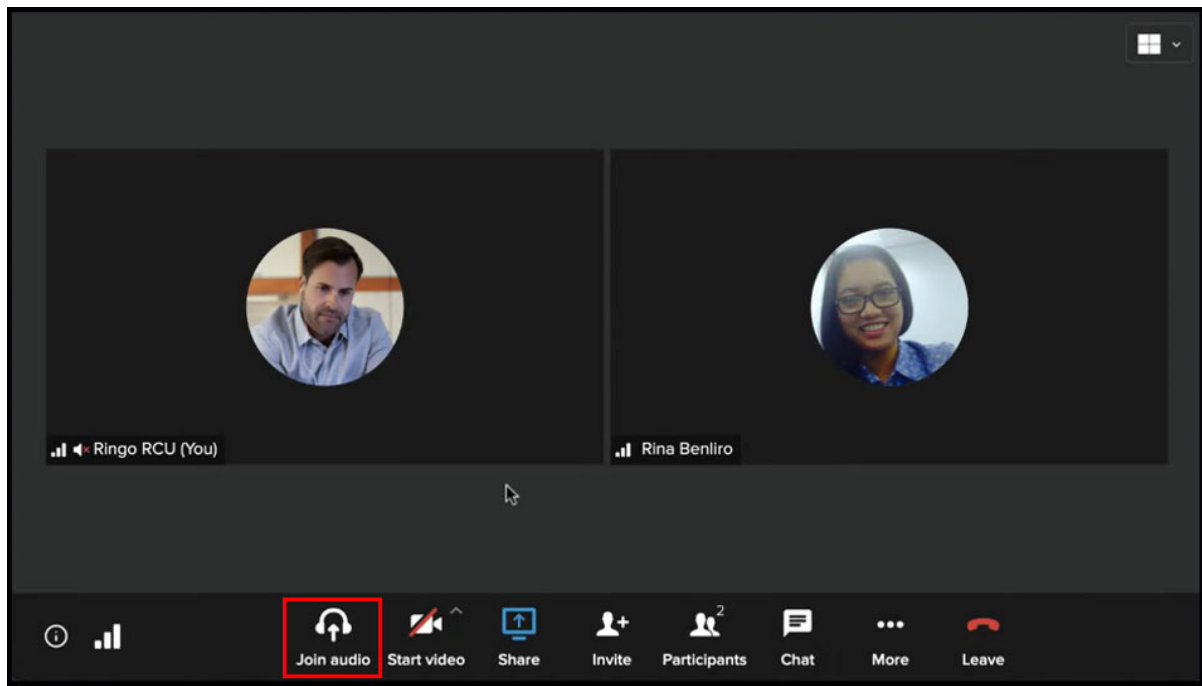 Ringo RCU (You)
Rina Benliro
2
Join audio
Start video
Share
Invite
Participants
Chat
More
Leave